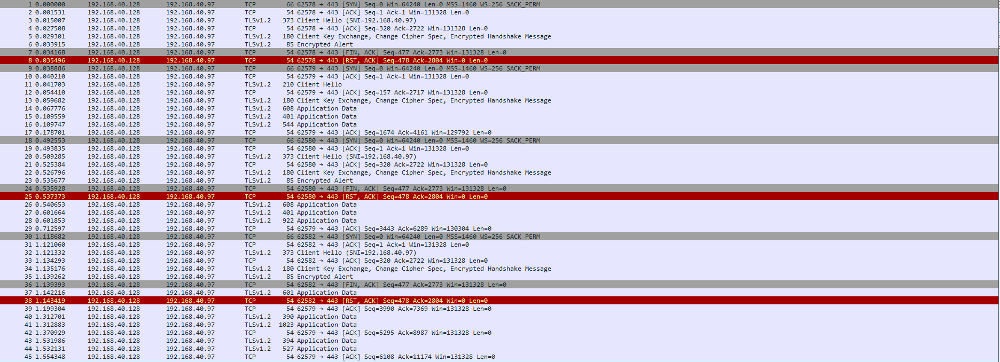 1 0.000000 192.168.40.128 192.168.40.97 TCP 66 62578 → 443 [SYN] Seq=0 Win=64240 Len=0 MSS=1460 WS=256 SACK_PERM
2 0.001531 192.168.40.128 192.168.40.97 TCP 54 62578 → 443 [ACK] Seq=1 Ack=1 Win=131328 Len=0
3 0.015007 192.168.40.128 192.168.40.97 TLSv1.2 373 Client Hello (SNI=192.168.40.97)
4 0.027508 192.168.40.128 192.168.40.97 TCP 54 62578 → 443 [ACK] Seq=320 Ack=2722 Win=131328 Len=0
5 0.029301 192.168.40.128 192.168.40.97 TLSv1.2 180 Client Key Exchange, Change Cipher Spec, Encrypted Handshake Message
6 0.033915 192.168.40.128 192.168.40.97 TLSv1.2 85 Encrypted Alert
7 0.034168 192.168.40.128 192.168.40.97 TCP 54 62578 → 443 [FIN, ACK] Seq=477 Ack=2773 Win=131328 Len=0
8 0.035496 192.168.40.128 192.168.40.97 TCP 54 62578 → 443 [RST, ACK] Seq=478 Ack=2804 Win=0 Len=0
9 0.038886 192.168.40.128 192.168.40.97 TCP 66 62579 → 443 [SYN] Seq=0 Win=64240 Len=0 MSS=1460 WS=256 SACK_PERM
10 0.040210 192.168.40.128 192.168.40.97 TCP 54 62579 → 443 [ACK] Seq=1 Ack=1 Win=131328 Len=0
11 0.041703 192.168.40.128 192.168.40.97 TLSv1.2 210 Client Hello
12 0.054410 192.168.40.128 192.168.40.97 TCP 54 62579 → 443 [ACK] Seq=157 Ack=2717 Win=131328 Len=0
13 0.059682 192.168.40.128 192.168.40.97 TLSv1.2 180 Client Key Exchange, Change Cipher Spec, Encrypted Handshake Message
14 0.067776 192.168.40.128 192.168.40.97 TLSv1.2 608 Application Data
15 0.109559 192.168.40.128 192.168.40.97 TLSv1.2 401 Application Data
16 0.109747 192.168.40.128 192.168.40.97 TLSv1.2 544 Application Data
17 0.178701 192.168.40.128 192.168.40.97 TCP 54 62579 → 443 [ACK] Seq=1674 Ack=4161 Win=129792 Len=0
18 0.492553 192.168.40.128 192.168.40.97 TCP 66 62580 → 443 [SYN] Seq=0 Win=64240 Len=0 MSS=1460 WS=256 SACK_PERM
19 0.493835 192.168.40.128 192.168.40.97 TCP 54 62580 → 443 [ACK] Seq=1 Ack=1 Win=131328 Len=0
20 0.509285 192.168.40.128 192.168.40.97 TLSv1.2 373 Client Hello (SNI=192.168.40.97)
21 0.525384 192.168.40.128 192.168.40.97 TCP 54 62580 → 443 [ACK] Seq=320 Ack=2722 Win=131328 Len=0
22 0.526796 192.168.40.128 192.168.40.97 TLSv1.2 180 Client Key Exchange, Change Cipher Spec, Encrypted Handshake Message
23 0.535677 192.168.40.128 192.168.40.97 TLSv1.2 85 Encrypted Alert
24 0.535928 192.168.40.128 192.168.40.97 TCP 54 62580 → 443 [FIN, ACK] Seq=477 Ack=2773 Win=131328 Len=0
25 0.537373 192.168.40.128 192.168.40.97 TCP 54 62580 → 443 [RST, ACK] Seq=478 Ack=2804 Win=0 Len=0
26 0.540653 192.168.40.128 192.168.40.97 TLSv1.2 608 Application Data
27 0.601664 192.168.40.128 192.168.40.97 TLSv1.2 401 Application Data
28 0.601853 192.168.40.128 192.168.40.97 TLSv1.2 922 Application Data
29 0.712597 192.168.40.128 192.168.40.97 TCP 54 62579 → 443 [ACK] Seq=3443 Ack=6289 Win=130304 Len=0
30 1.118682 192.168.40.128 192.168.40.97 TCP 66 62582 → 443 [SYN] Seq=0 Win=64240 Len=0 MSS=1460 WS=256 SACK_PERM
31 1.121060 192.168.40.128 192.168.40.97 TCP 54 62582 → 443 [ACK] Seq=1 Ack=1 Win=131328 Len=0
32 1.121332 192.168.40.128 192.168.40.97 TLSv1.2 373 Client Hello (SNI=192.168.40.97)
33 1.134293 192.168.40.128 192.168.40.97 TCP 54 62582 → 443 [ACK] Seq=320 Ack=2722 Win=131328 Len=0
34 1.135176 192.168.40.128 192.168.40.97 TLSv1.2 180 Client Key Exchange, Change Cipher Spec, Encrypted Handshake Message
35 1.139262 192.168.40.128 192.168.40.97 TLSv1.2 85 Encrypted Alert
36 1.139393 192.168.40.128 192.168.40.97 TCP 54 62582 → 443 [FIN, ACK] Seq=477 Ack=2773 Win=131328 Len=0
37 1.142216 192.168.40.128 192.168.40.97 TLSv1.2 601 Application Data
38 1.143419 192.168.40.128 192.168.40.97 TCP 54 62582 → 443 [RST, ACK] Seq=478 Ack=2804 Win=0 Len=0
39 1.199304 192.168.40.128 192.168.40.97 TCP 54 62579 → 443 [ACK] Seq=3990 Ack=7369 Win=131328 Len=0
40 1.312701 192.168.40.128 192.168.40.97 TLSv1.2 390 Application Data
41 1.312883 192.168.40.128 192.168.40.97 TLSv1.2 1023 Application Data
42 1.370929 192.168.40.128 192.168.40.97 TCP 54 62579 → 443 [ACK] Seq=5295 Ack=8987 Win=131328 Len=0
43 1.531986 192.168.40.128 192.168.40.97 TLSv1.2 394 Application Data
44 1.532131 192.168.40.128 192.168.40.97 TLSv1.2 527 Application Data
45 1.554348 192.168.40.128 192.168.40.97 TCP 54 62579 → 443 [ACK] Seq=6108 Ack=11174 Win=131328 Len=0